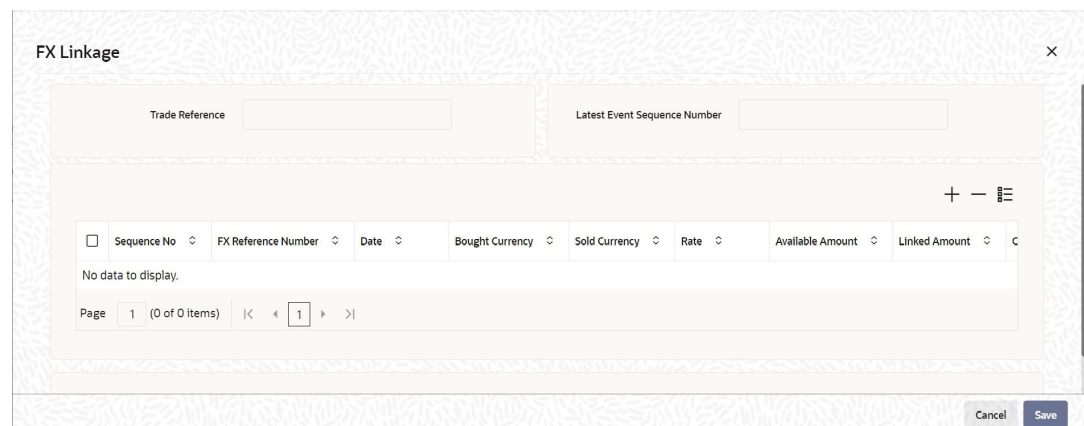 FX Linkage
Trade Reference
Latest Event Sequence Number
Sequence No FX Reference Number Date Bought Currency Sold Currency Rate Available Amount Linked Amount C
No data to display.
Page 1 (0 of 0 items) 1
Cancel Save